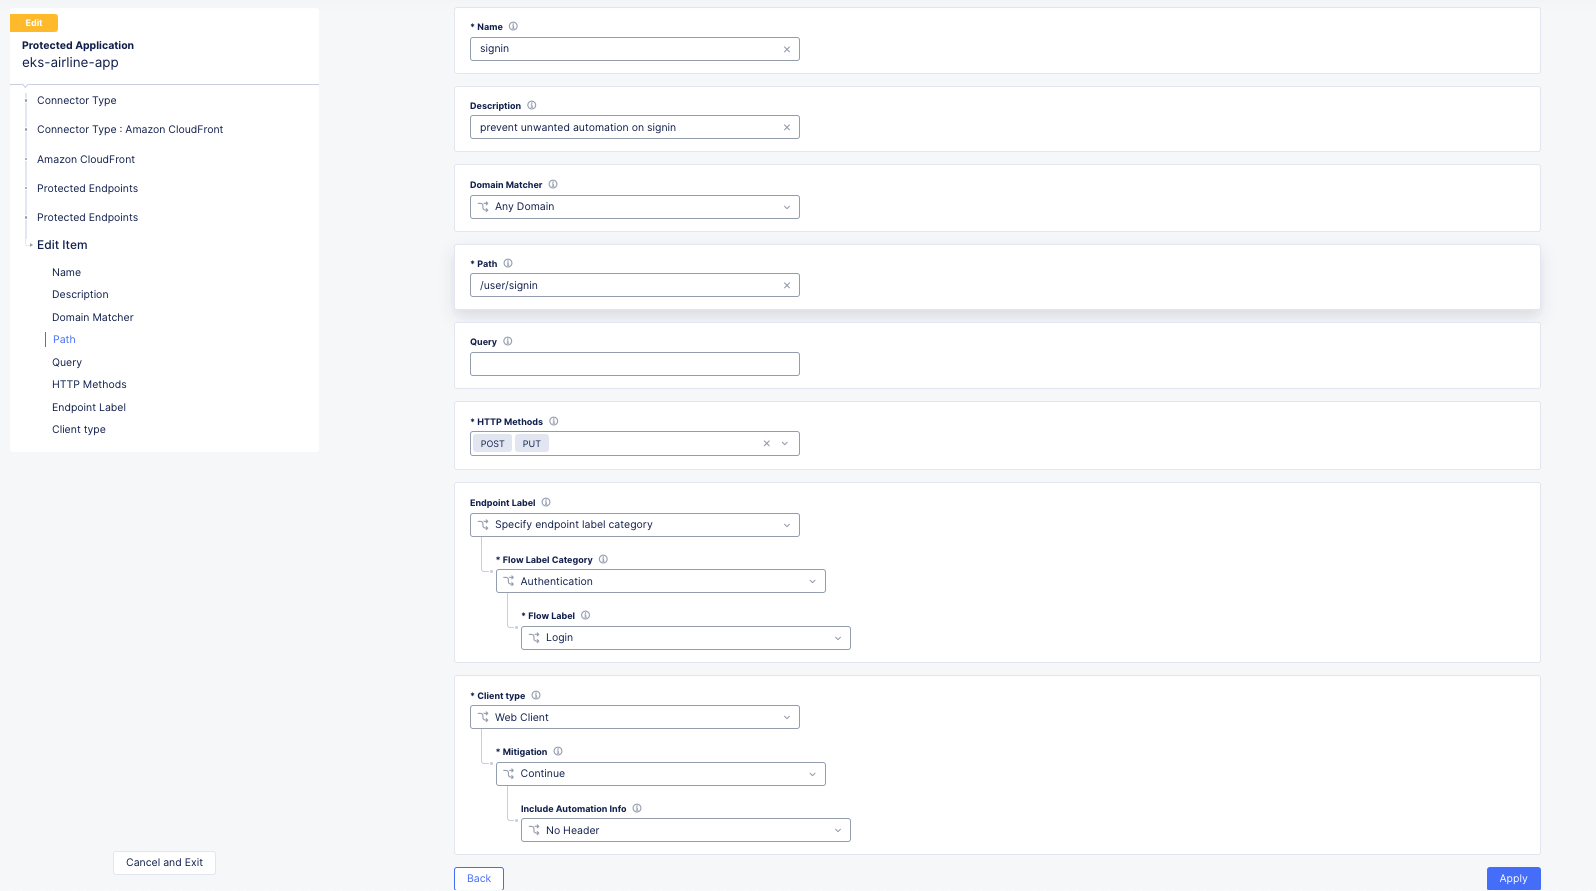 Edit
Protected Application
eks-airline-app
Connector Type
Connector Type : Amazon CloudFront
Amazon CloudFront
Protected Endpoints
Protected Endpoints
Edit Item
Name
Description
Domain Matcher
Path
Query
HTTP Methods
Endpoint Label
Client type
Cancel and Exit
* Name
signin
Description
prevent unwanted automation on signin
Domain Matcher
Any Domain
* Path
/user/signin
Query
* HTTP Methods
POST PUT
Endpoint Label
Specify endpoint label category
* Flow Label Category
Authentication
* Flow Label
Login
* Client type
Web Client
* Mitigation
Continue
Include Automation Info
No Header
Back
Apply